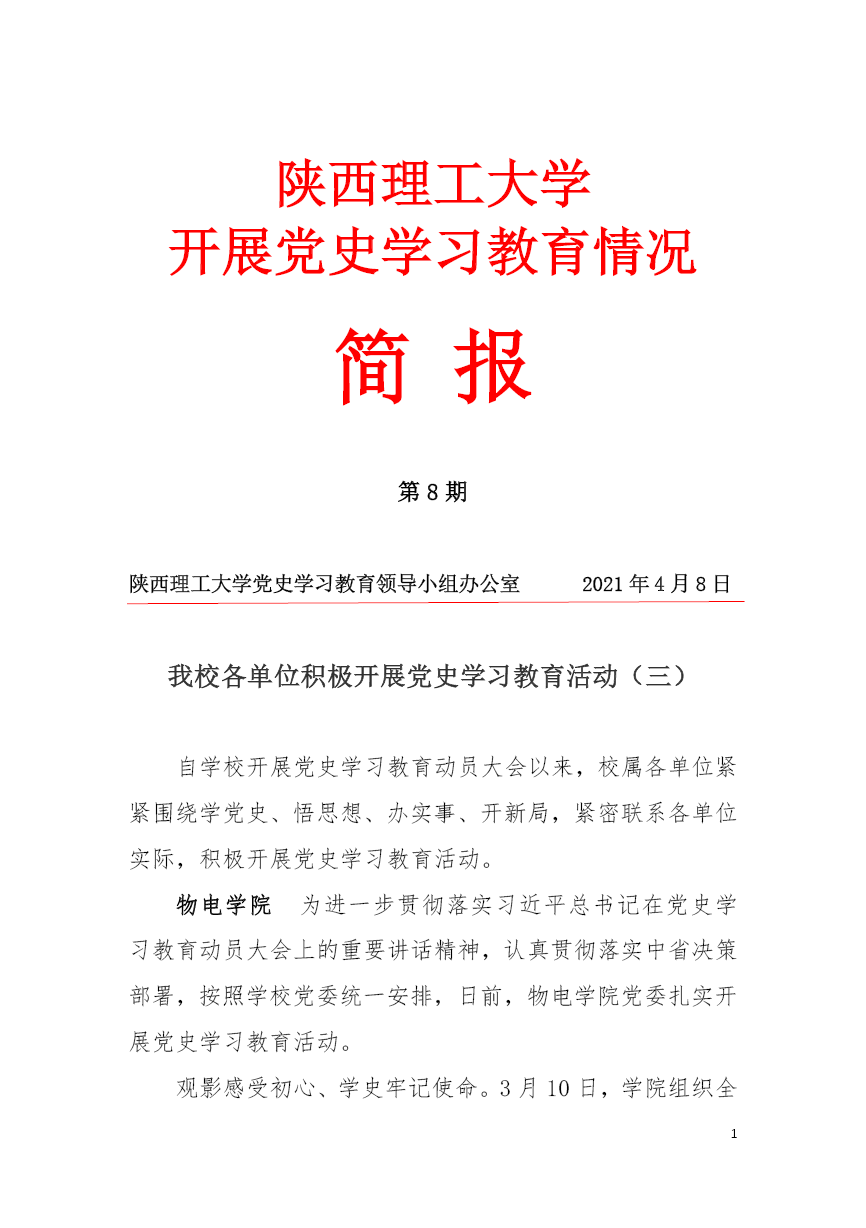 陕西理工大学
开展党史学习教育情况
简 报
第 8 期
陕西理工大学党史学习教育领导小组办公室 2021 年 4 月 8 日
我校各单位积极开展党史学习教育活动（三）
自学校开展党史学习教育动员大会以来，校属各单位紧
紧围绕学党史、悟思想、办实事、开新局，紧密联系各单位
实际，积极开展党史学习教育活动。
物电学院 为进一步贯彻落实习近平总书记在党史学
习教育动员大会上的重要讲话精神，认真贯彻落实中省决策
部署，按照学校党委统一安排，日前，物电学院党委扎实开
展党史学习教育活动。
观影感受初心、学史牢记使命。3 月 10 日，学院组织全
1